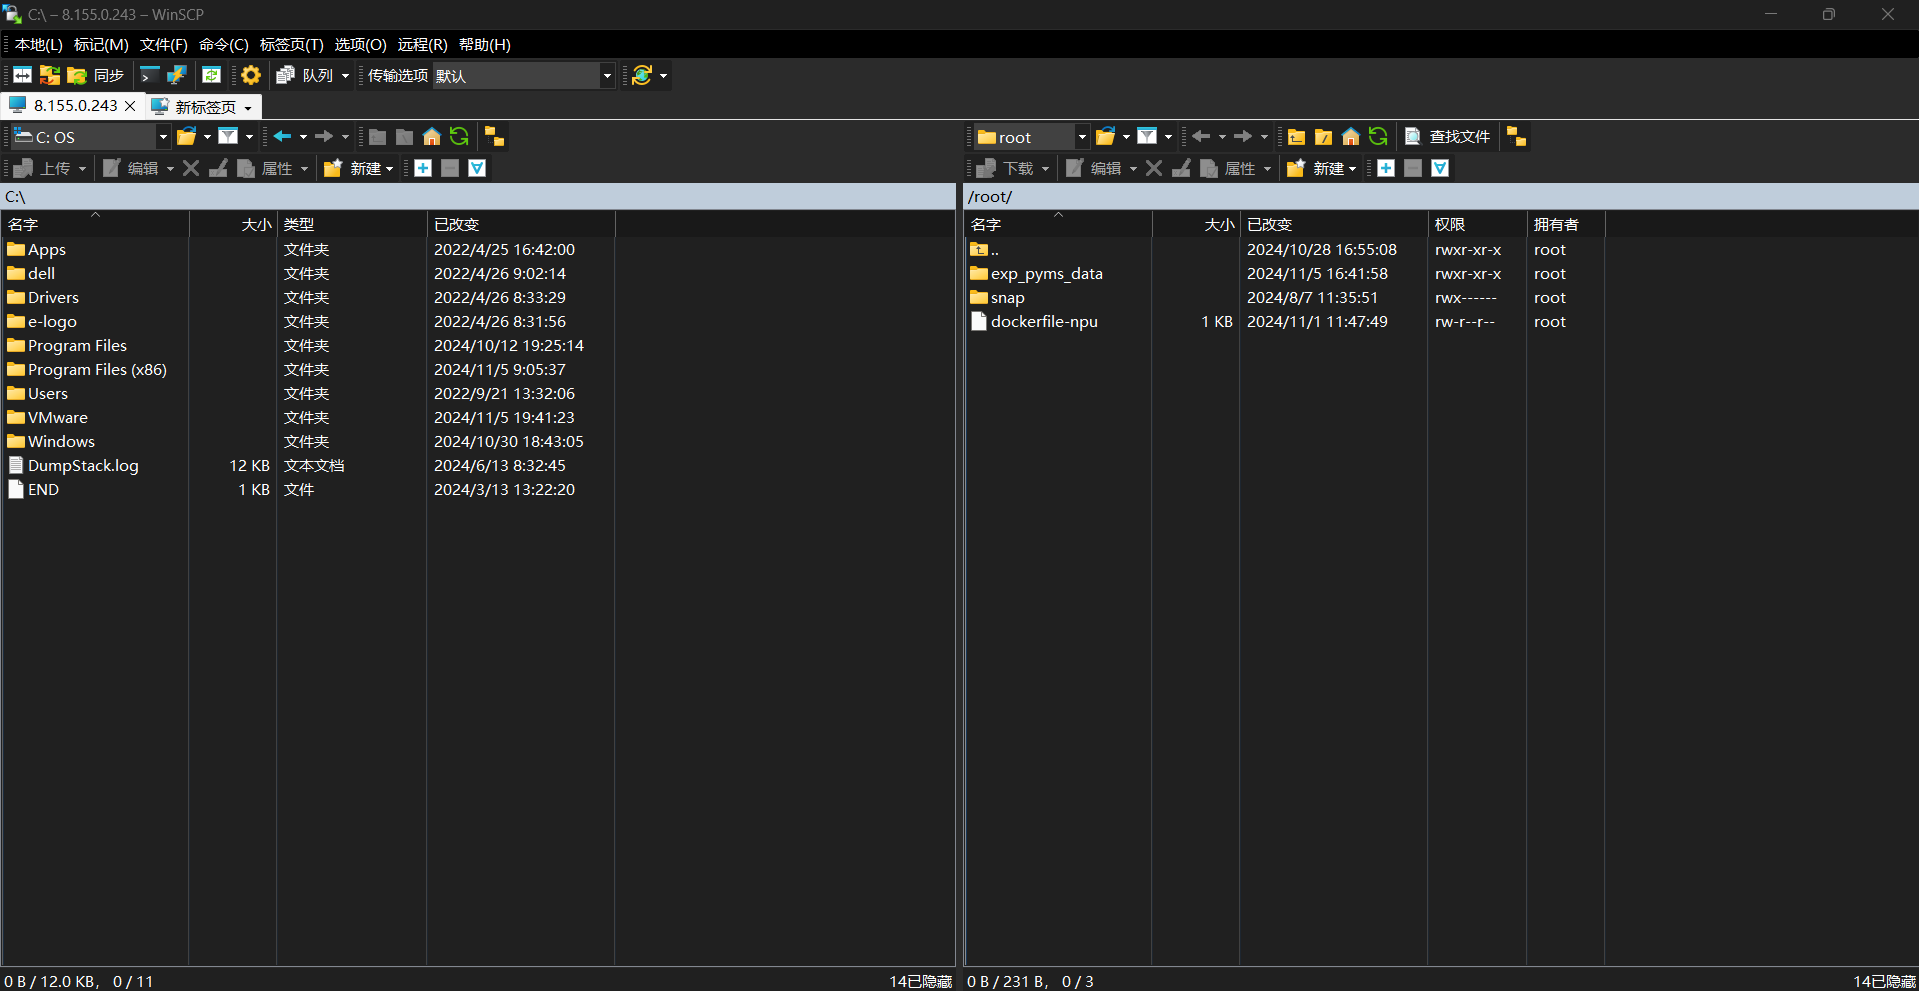 C:\ – 8.155.0.243 – WinSCP
本地(L) 标记(M) 文件(F) 命令(C) 标签页(T) 选项(O) 远程(R) 帮助(H)
同步 队列 传输选项 默认
8.155.0.243 新标签页
C: OS
上传 编辑 属性 新建
C:\
名字 大小 类型 已改变
Apps 文件夹 2022/4/25 16:42:00
dell 文件夹 2022/4/26 9:02:14
Drivers 文件夹 2022/4/26 8:33:29
e-logo 文件夹 2022/4/26 8:31:56
Program Files 文件夹 2024/10/12 19:25:14
Program Files (x86) 文件夹 2024/11/5 9:05:37
Users 文件夹 2022/9/21 13:32:06
VMware 文件夹 2024/11/5 19:41:23
Windows 文件夹 2024/10/30 18:43:05
DumpStack.log 12 KB 文本文档 2024/6/13 8:32:45
END 1 KB 文件 2024/3/13 13:22:20
0 B / 12.0 KB, 0 / 11 14已隐藏
root 查找文件
下载 编辑 属性 新建
/root/
名字 大小 已改变 权限 拥有者
.. 2024/10/28 16:55:08 rwxr-xr-x root
exp_pyms_data 2024/11/5 16:41:58 rwxr-xr-x root
snap 2024/8/7 11:35:51 rwx------ root
dockerfile-npu 1 KB 2024/11/1 11:47:49 rw-r--r-- root
0 B / 231 B, 0 / 3 14已隐藏